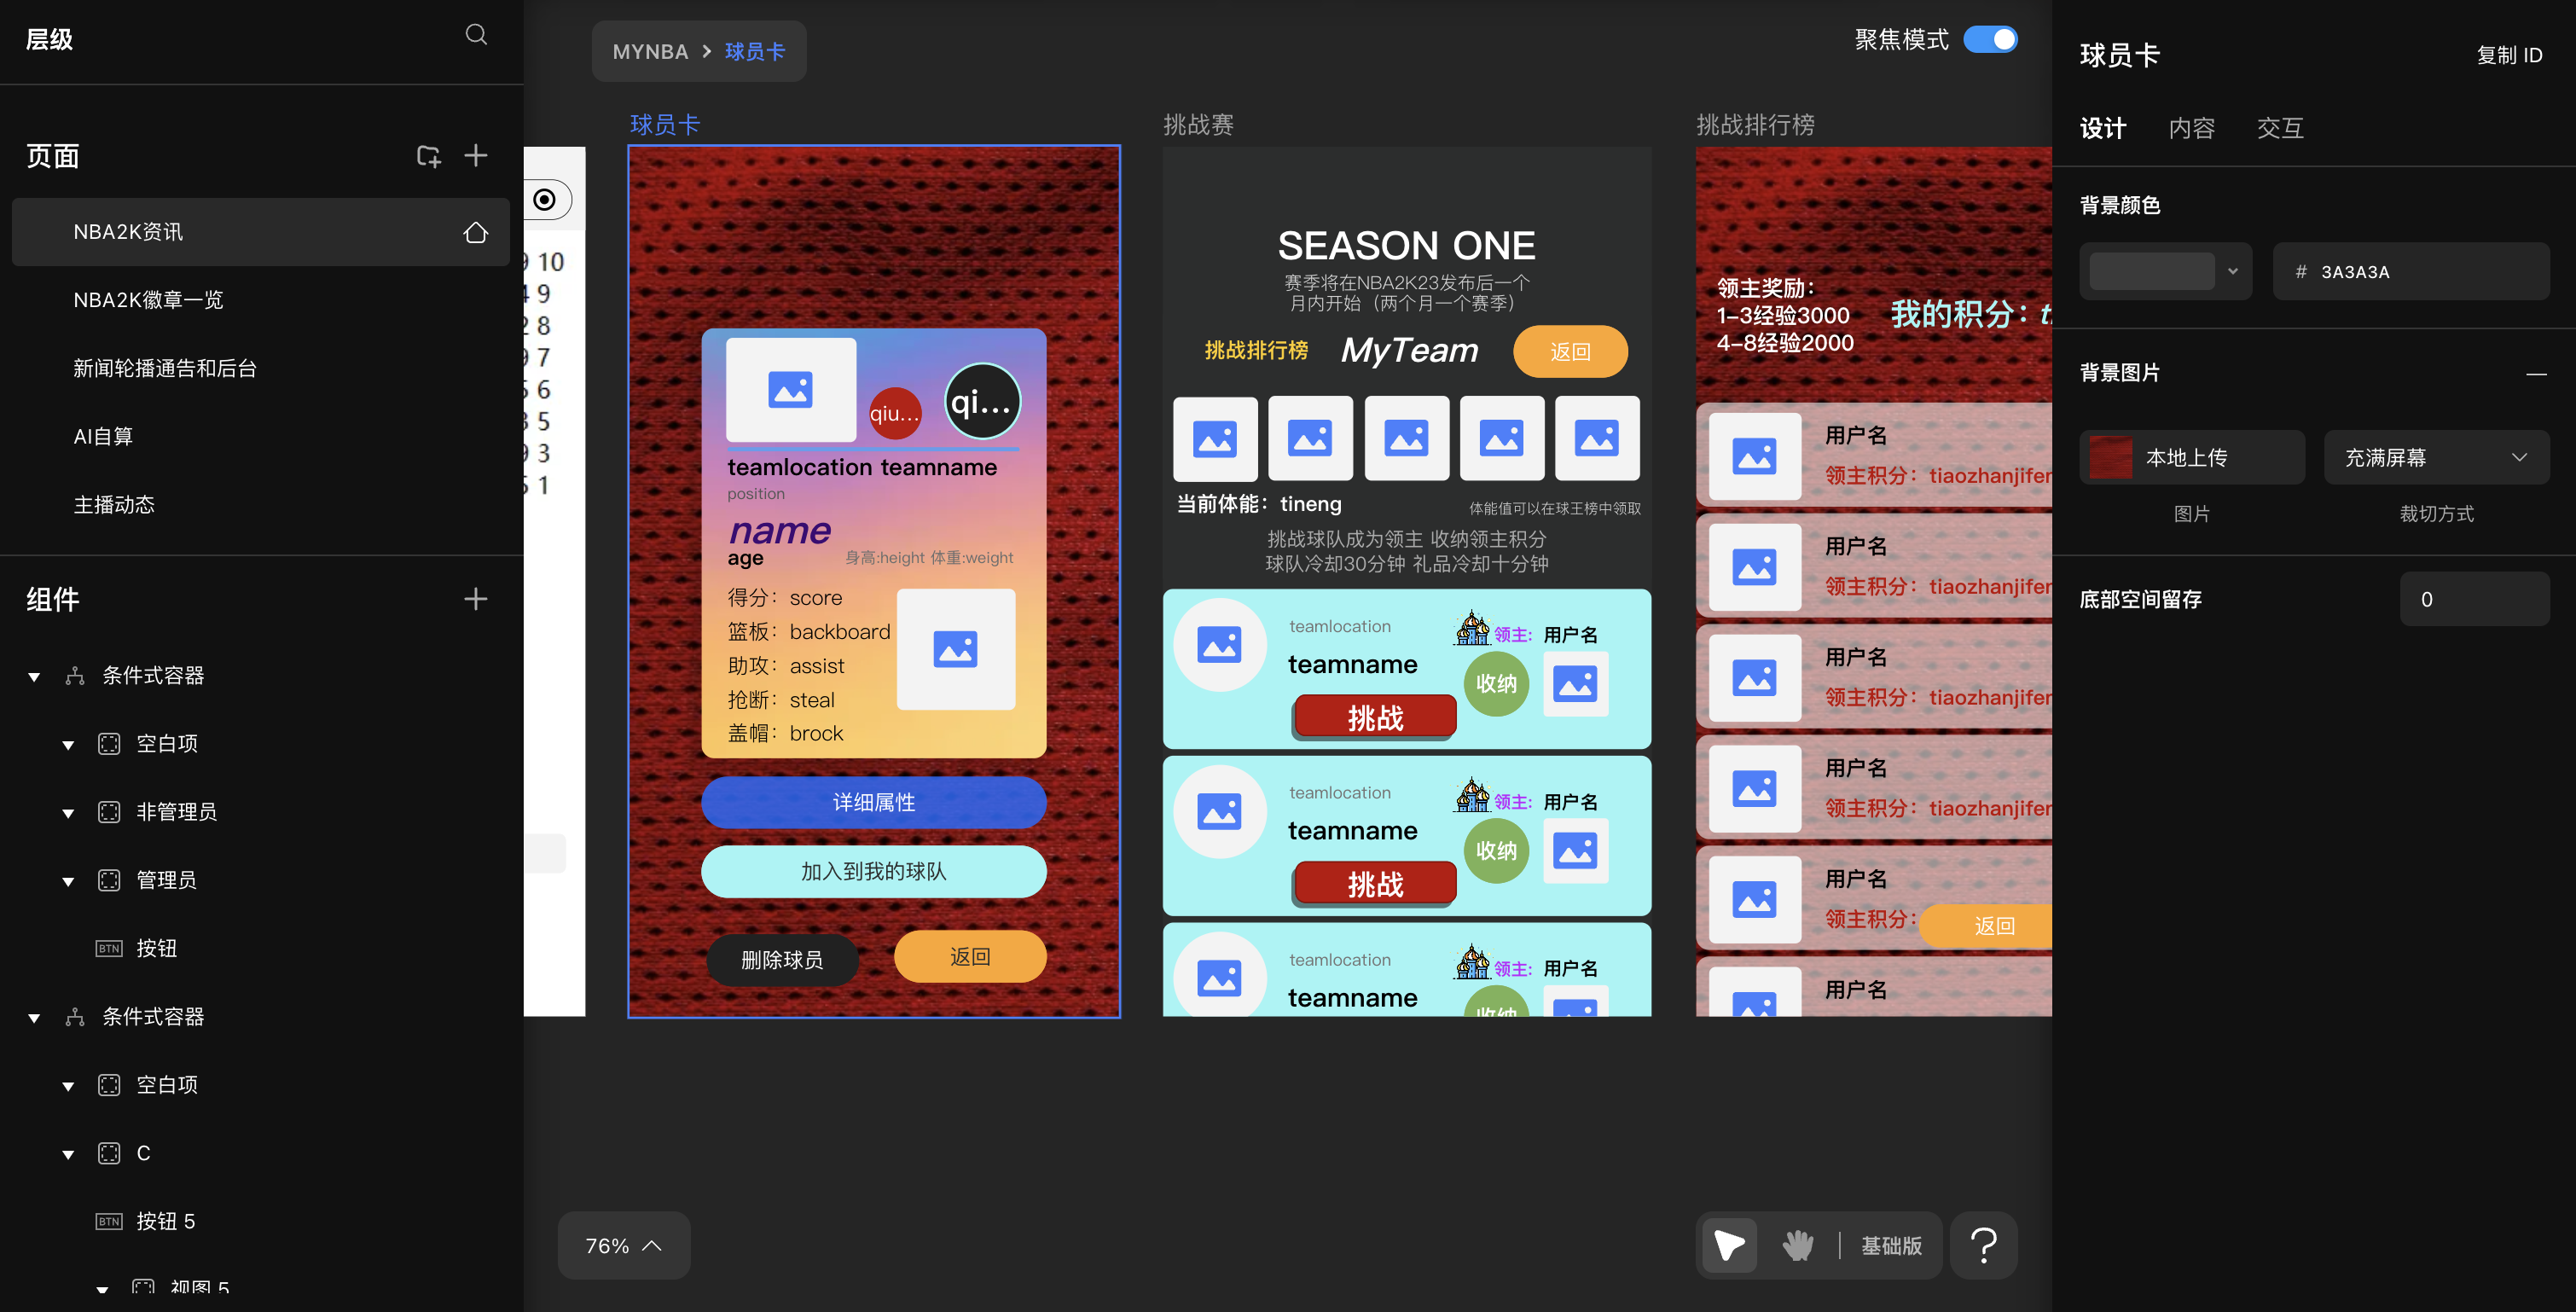 层级
页面
NBA2K资讯
NBA2K徽章一览
新闻轮播通告和后台
AI自算
主播动态
组件
条件式容器
空白项
非管理员
管理员
BTN 按钮
条件式容器
空白项
C
BTN 按钮 5
视图 5
MYNBA > 球员卡
聚焦模式
10
9
8
7
6
5
3
1
球员卡
qiu...
qi...
teamlocation teamname
position
name
age
身高:height 体重:weight
得分：score
篮板：backboard
助攻：assist
抢断：steal
盖帽：brock
详细属性
加入到我的球队
删除球员
返回
挑战赛
SEASON ONE
赛季将在NBA2K23发布后一个
月内开始（两个月一个赛季）
挑战排行榜
MyTeam
返回
当前体能：tineng
体能值可以在球王榜中领取
挑战球队成为领主 收纳领主积分
球队冷却30分钟 礼品冷却十分钟
teamlocation
领主: 用户名
teamname
收纳
挑战
teamlocation
领主: 用户名
teamname
收纳
挑战
teamlocation
领主: 用户名
teamname
收纳
挑战排行榜
领主奖励：
1-3经验3000
4-8经验2000
我的积分：
用户名
领主积分：tiaozhanjifen
用户名
领主积分：tiaozhanjifen
用户名
领主积分：tiaozhanjifen
用户名
领主积分：tiaozhanjifen
用户名
领主积分：
返回
用户名
76%
基础版
?
球员卡
复制 ID
设计
内容
交互
背景颜色
# 3A3A3A
背景图片
本地上传
充满屏幕
图片
裁切方式
底部空间留存
0